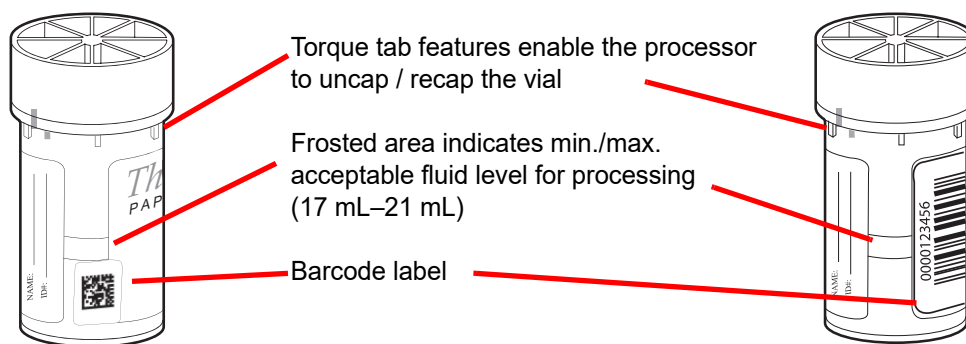 Torque tab features enable the processor
to uncap / recap the vial
Frosted area indicates min./max.
acceptable fluid level for processing
(17 mL–21 mL)
Barcode label
Th
PAP
NAME:
ID#:
NAME:
ID#:
0000123456